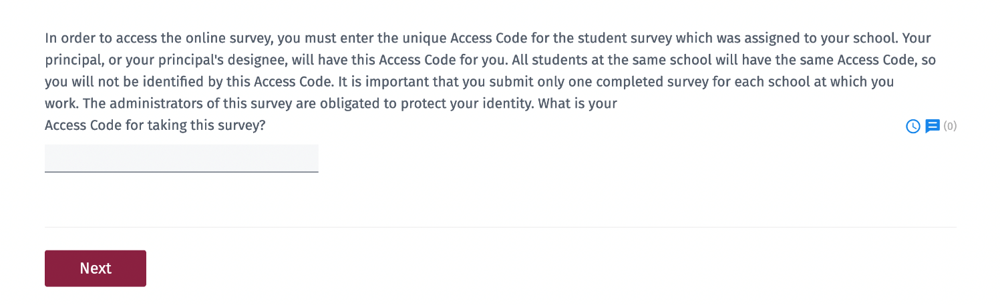 In order to access the online survey, you must enter the unique Access Code for the student survey which was assigned to your school. Your
principal, or your principal's designee, will have this Access Code for you. All students at the same school will have the same Access Code, so
you will not be identified by this Access Code. It is important that you submit only one completed survey for each school at which you
work. The administrators of this survey are obligated to protect your identity. What is your
Access Code for taking this survey?
(0)
Next